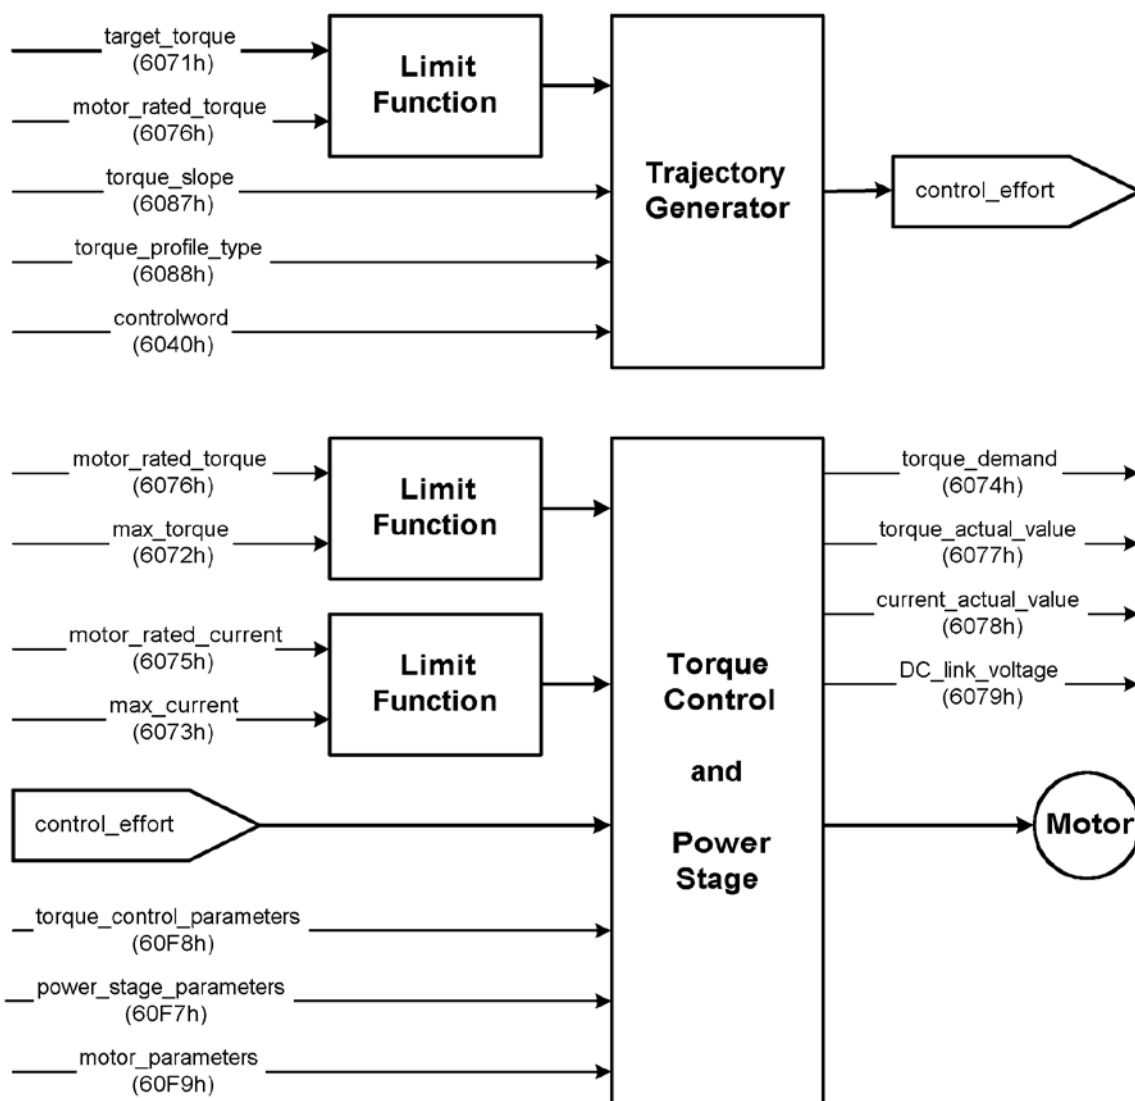 target_torque
(6071h)
motor_rated_torque
(6076h)
Limit
Function
torque_slope
(6087h)
torque_profile_type
(6088h)
controlword
(6040h)
Trajectory
Generator
control_effort
motor_rated_torque
(6076h)
max_torque
(6072h)
Limit
Function
motor_rated_current
(6075h)
max_current
(6073h)
Limit
Function
control_effort
torque_control_parameters
(60F8h)
power_stage_parameters
(60F7h)
motor_parameters
(60F9h)
Torque
Control
and
Power
Stage
torque_demand
(6074h)
torque_actual_value
(6077h)
current_actual_value
(6078h)
DC_link_voltage
(6079h)
Motor